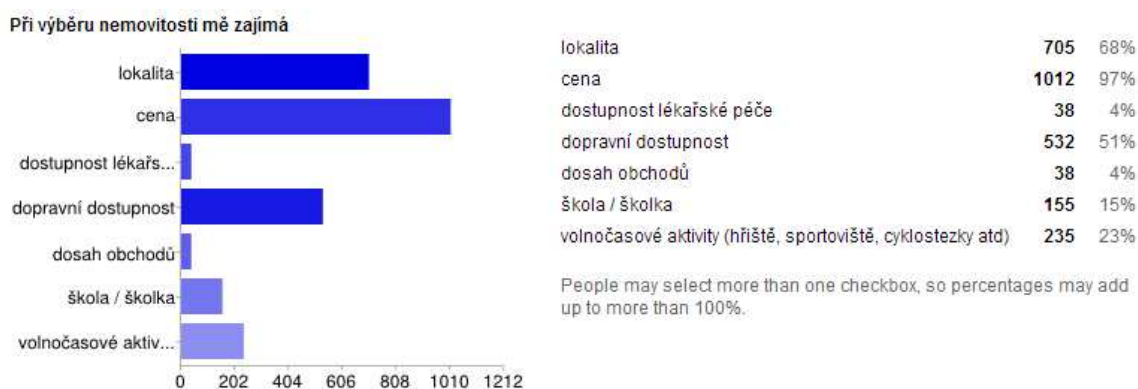 Při výběru nemovitosti mě zajímá
lokalita
cena
dostupnost lékařs...
dopravní dostupnost
dosah obchodů
škola / školka
volnočasové aktiv...
0 202 404 606 808 1010 1212
lokalita 705 68%
cena 1012 97%
dostupnost lékařské péče 38 4%
dopravní dostupnost 532 51%
dosah obchodů 38 4%
škola / školka 155 15%
volnočasové aktivity (hřiště, sportoviště, cyklostezky atd) 235 23%
People may select more than one checkbox, so percentages may add
up to more than 100%.